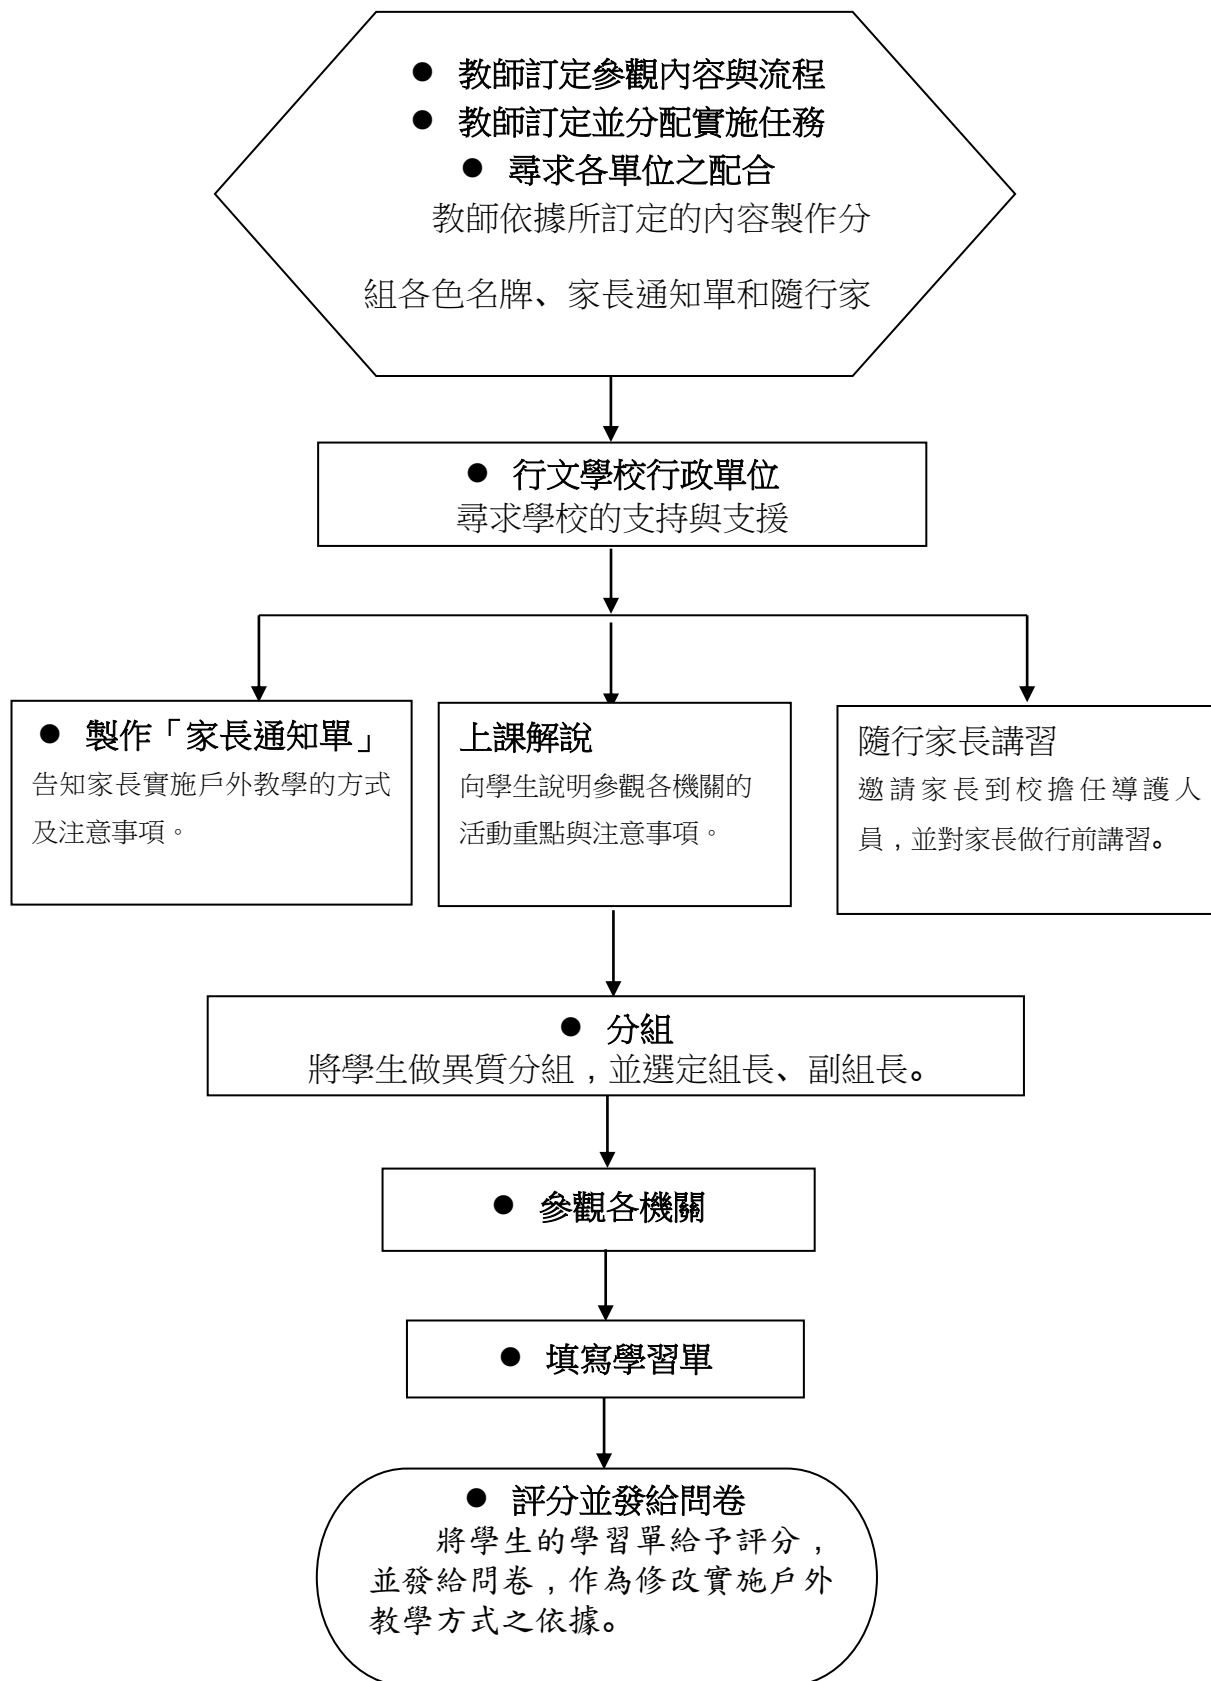 ● 教師訂定參觀內容與流程
● 教師訂定並分配實施任務
● 尋求各單位之配合
教師依據所訂定的內容製作分
組各色名牌、家長通知單和隨行家
● 行文學校行政單位
尋求學校的支持與支援
● 製作「家長通知單」
告知家長實施戶外教學的方式
及注意事項。
上課解說
向學生說明參觀各機關的
活動重點與注意事項。
隨行家長講習
邀請家長到校擔任導護人
員，並對家長做行前講習。
● 分組
將學生做異質分組，並選定組長、副組長。
● 參觀各機關
● 填寫學習單
● 評分並發給問卷
將學生的學習單給予評分，
並發給問卷，作為修改實施戶外
教學方式之依據。